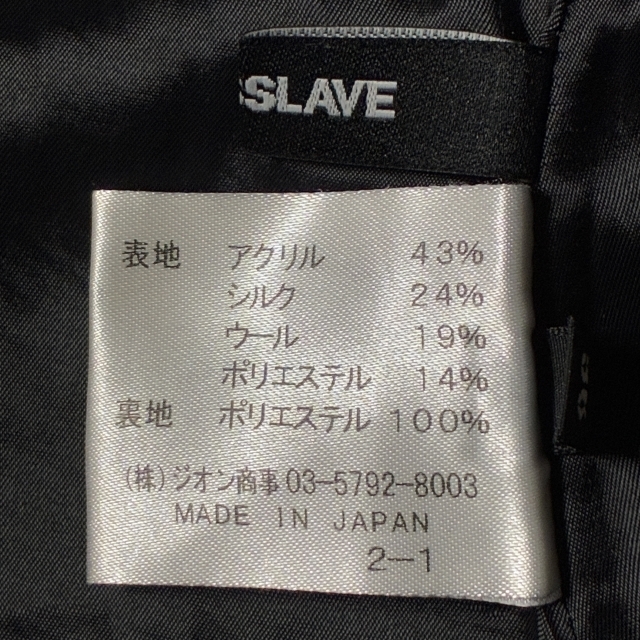 SSLAVE
表地 アクリル 43%
シルク 24%
ウール 19%
ポリエステル 14%
裏地 ポリエステル 100%
(株)ジオン商事 03-5792-8003
MADE IN JAPAN
2-1